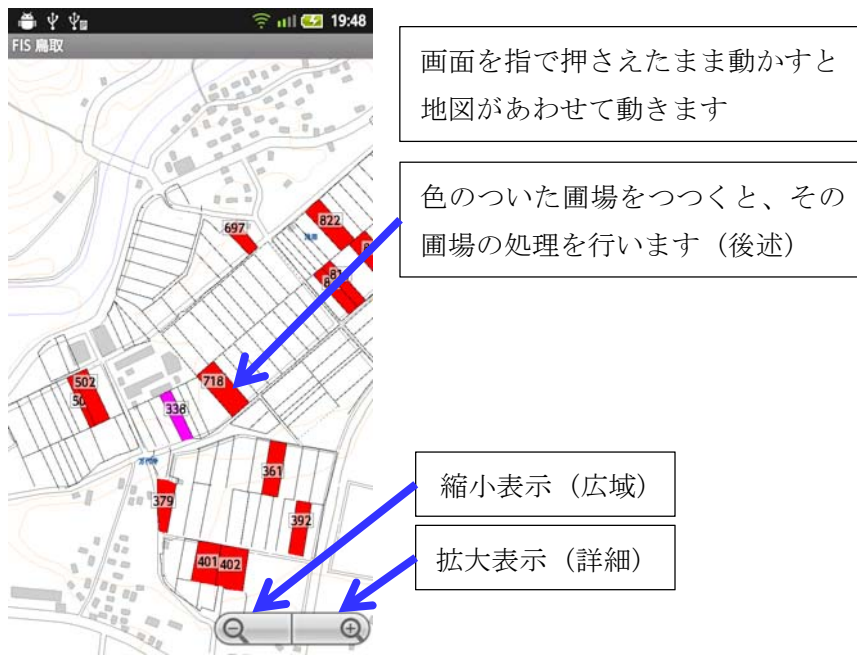 19:48
FIS 鳥取
画面を指で押さえたまま動かすと
地図があわせて動きます
色のついた圃場をつつくと、その
圃場の処理を行います（後述）
822
697
718
502
338
361
379
392
401 402
縮小表示（広域）
拡大表示（詳細）